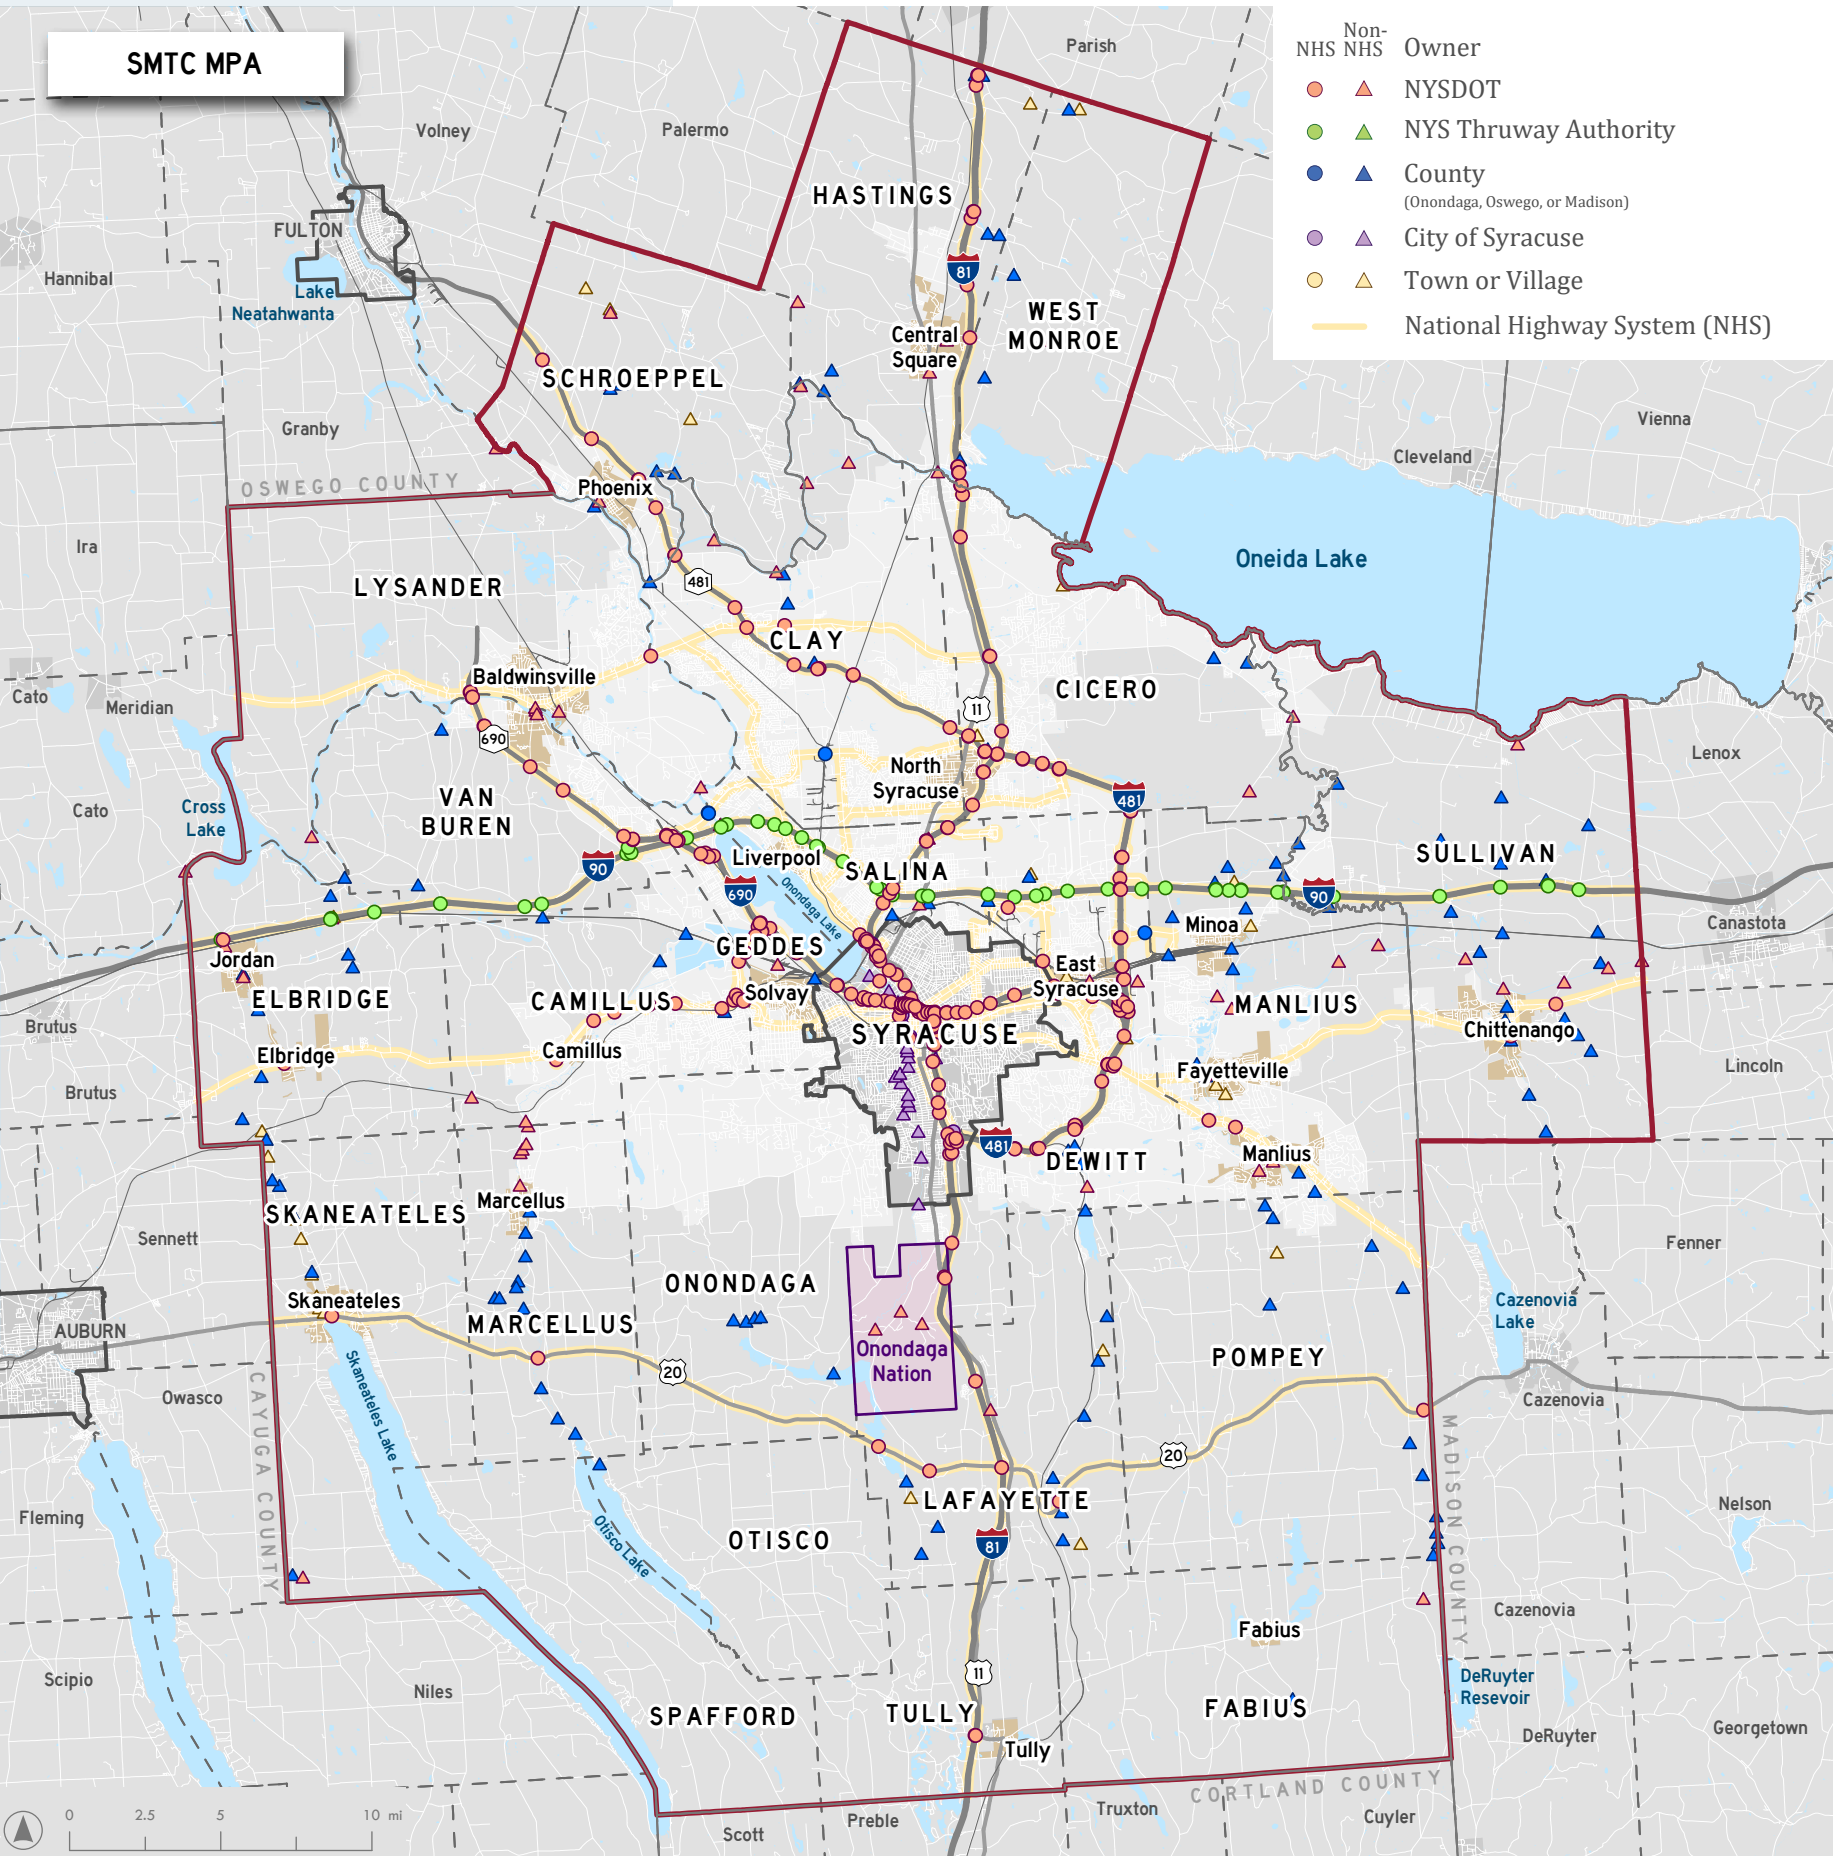 SMTC MPA
NHS
Non-
NHS
Owner
NYSDOT
NYS Thruway Authority
County
(Onondaga, Oswego, or Madison)
City of Syracuse
Town or Village
National Highway System (NHS)
Parish
Volney
Palermo
HASTINGS
FULTON
Hannibal
Lake
Neatahwanta
81
WEST
MONROE
Central
Square
SCHROEPPEL
Granby
Vienna
Cleveland
OSWEGO COUNTY
Phoenix
Ira
Oneida Lake
LYSANDER
481
CLAY
Baldwinsville
CICERO
Cato
Meridian
11
690
Lenox
North
Syracuse
VAN
BUREN
481
Cross
Lake
Cato
Liverpool
SULLIVAN
90
SALINA
690
Onondaga Lake
90
Minoa
Canastota
GEDDES
Jordan
East
Syracuse
Solvay
ELBRIDGE
CAMILLUS
MANLIUS
Brutus
SYRACUSE
Chittenango
Elbridge
Camillus
Fayetteville
Lincoln
Brutus
481
DEWITT
Manlius
Marcellus
SKANEATELES
Sennett
Fenner
ONONDAGA
Skaneateles
Cazenovia
Lake
AUBURN
MARCELLUS
Onondaga
Nation
POMPEY
20
Owasco
Skaneateles Lake
Cazenovia
CAYUGA COUNTY
MADISON COUNTY
20
LAFAYETTE
Nelson
Fleming
OTISCO
Otisco Lake
81
Cazenovia
Fabius
Scipio
Niles
11
DeRuyter
Resevoir
SPAFFORD
TULLY
FABIUS
DeRuyter
Georgetown
Tully
CORTLAND COUNTY
0
2.5
5
10 mi
Scott
Preble
Truxton
Cuyler